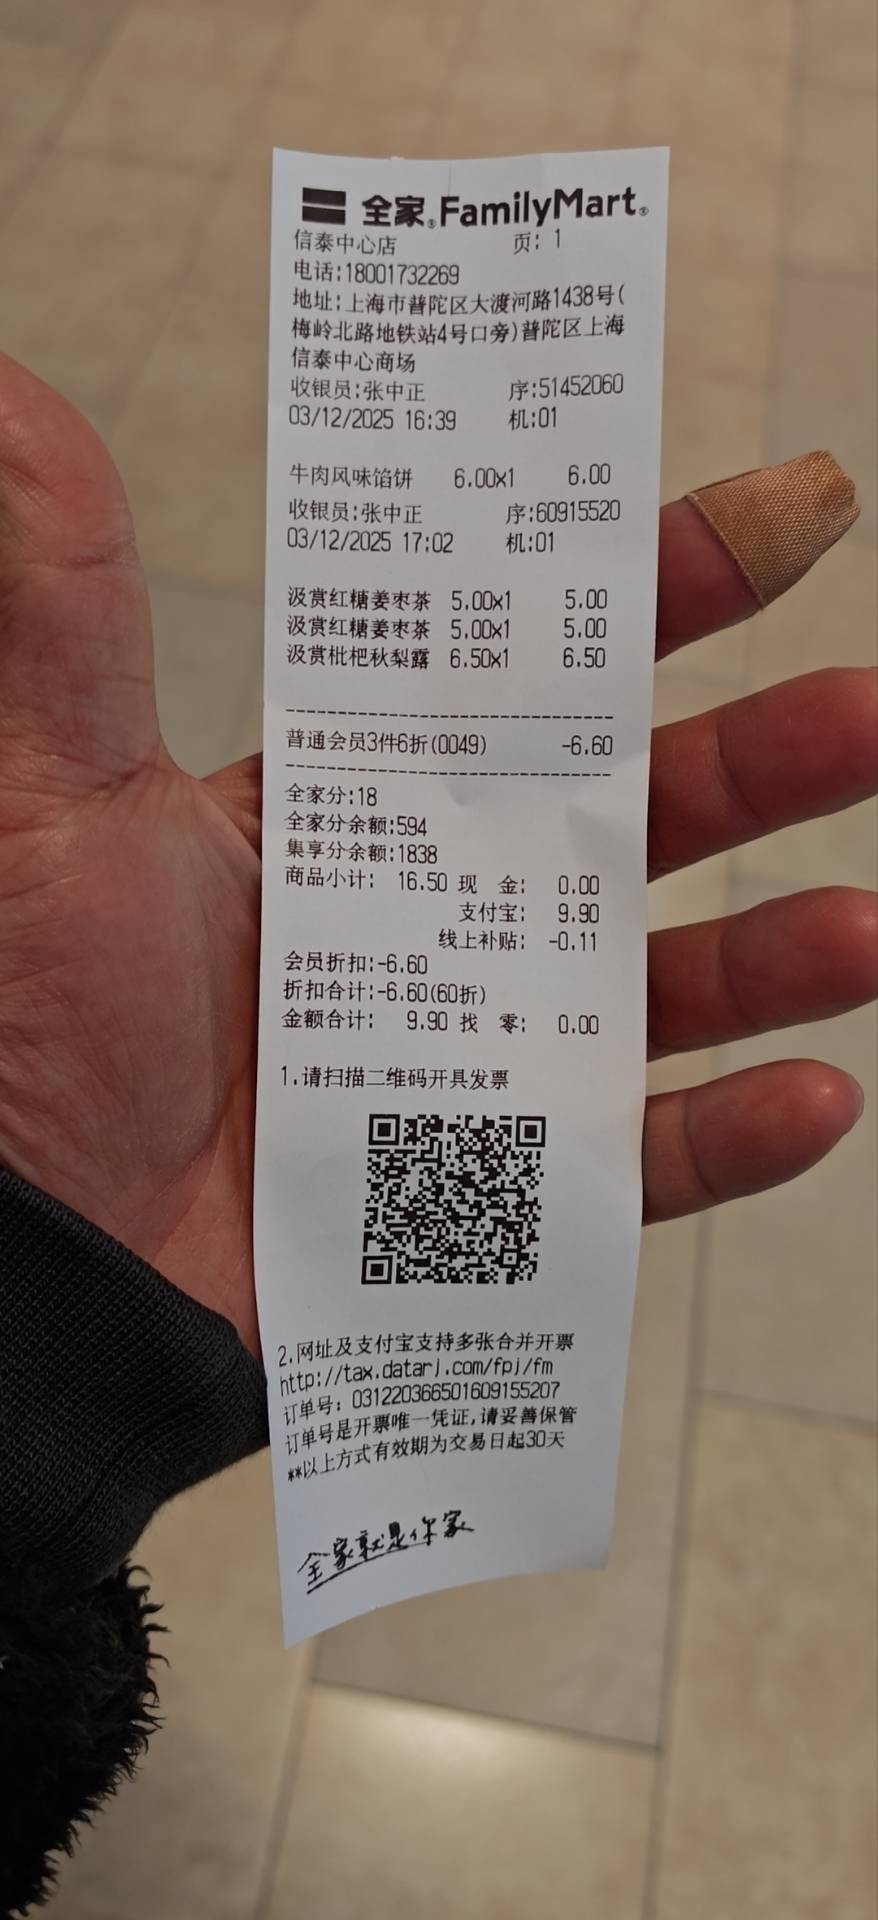 全家®FamilyMart®
信泰中心店 页: 1
电话:18001732269
地址:上海市普陀区大渡河路1438号(
梅岭北路地铁站4号口旁)普陀区上海
信泰中心商场
收银员:张中正 序:51452060
03/12/2025 16:39 机:01
牛肉风味馅饼 6.00x1 6.00
收银员:张中正 序:60915520
03/12/2025 17:02 机:01
汲赏红糖姜枣茶 5.00x1 5.00
汲赏红糖姜枣茶 5.00x1 5.00
汲赏枇杷秋梨露 6.50x1 6.50
--------------------------------
普通会员3件6折(0049) -6.60
--------------------------------
全家分:18
全家分余额:594
集享分余额:1838
商品小计: 16.50 现 金: 0.00
支付宝: 9.90
线上补贴: -0.11
会员折扣:-6.60
折扣合计:-6.60(60折)
金额合计: 9.90 找 零: 0.00
1.请扫描二维码开具发票
2.网址及支付宝支持多张合并开票
http://tax.datarj.com/fpj/fm
订单号: 031220366501609155207
订单号是开票唯一凭证,请妥善保管
**以上方式有效期为交易日起30天
全家就是你家